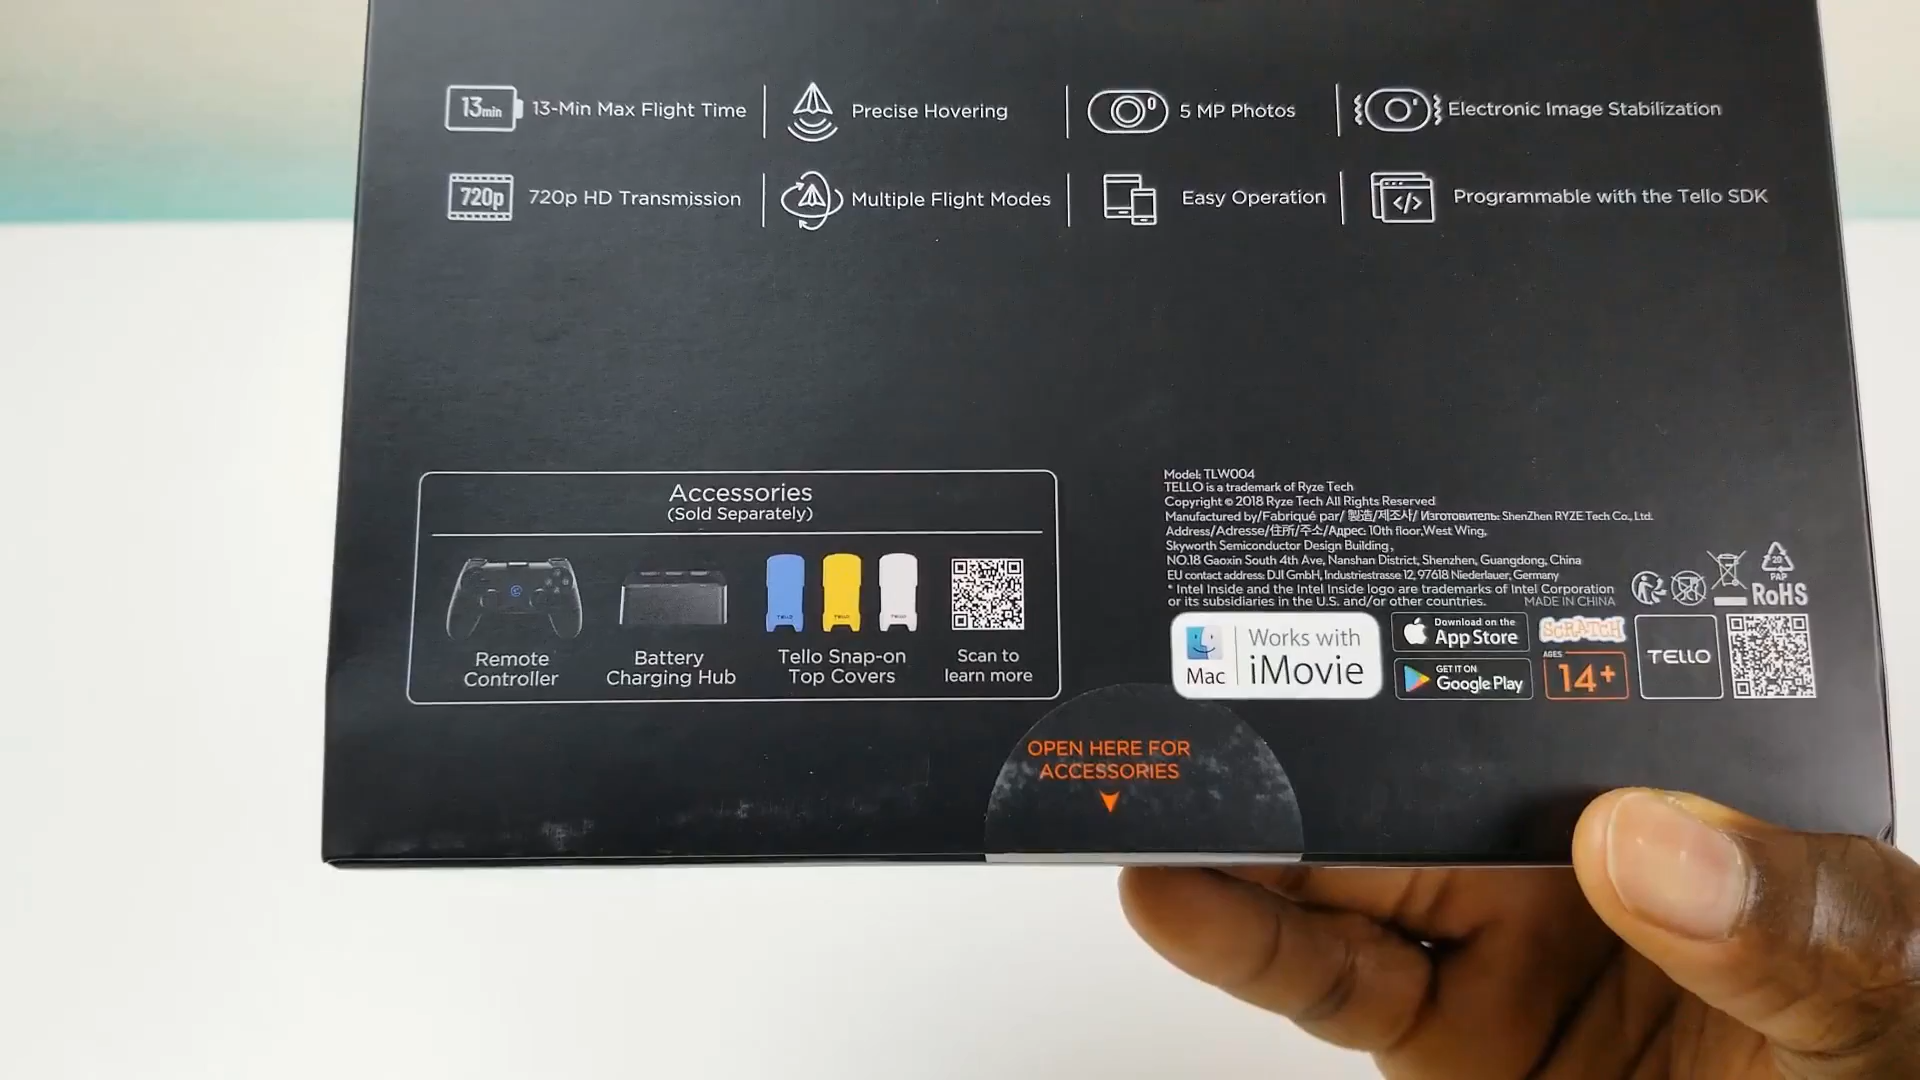 13min 13-Min Max Flight Time
Precise Hovering
5 MP Photos
Electronic Image Stabilization
720p 720p HD Transmission
Multiple Flight Modes
Easy Operation
Programmable with the Tello SDK
Accessories
(Sold Separately)
Remote
Controller
Battery
Charging Hub
TELLO TELLO TELLO
Tello Snap-on
Top Covers
Scan to
learn more
Model: TLW004
TELLO is a trademark of Ryze Tech
Copyright © 2018 Ryze Tech All Rights Reserved
Manufactured by/Fabriqué par/ 製造/제조사/ Изготовитель: ShenZhen RYZE Tech Co., Ltd.
Address/Adresse/住所/주소/Адрес: 10th floor,West Wing,
Skyworth Semiconductor Design Building,
NO.18 Gaoxin South 4th Ave, Nanshan District, Shenzhen, Guangdong, China
EU contact address: DJI GmbH, Industriestrasse 12, 97618 Niederlauer, Germany
* Intel Inside and the Intel Inside logo are trademarks of Intel Corporation
or its subsidiaries in the U.S. and/or other countries. MADE IN CHINA
20
PAP
RoHS
Mac
Works with
iMovie
Download on the
App Store
GET IT ON
Google Play
SCRATCH
AGES
14+
TELLO
OPEN HERE FOR
ACCESSORIES